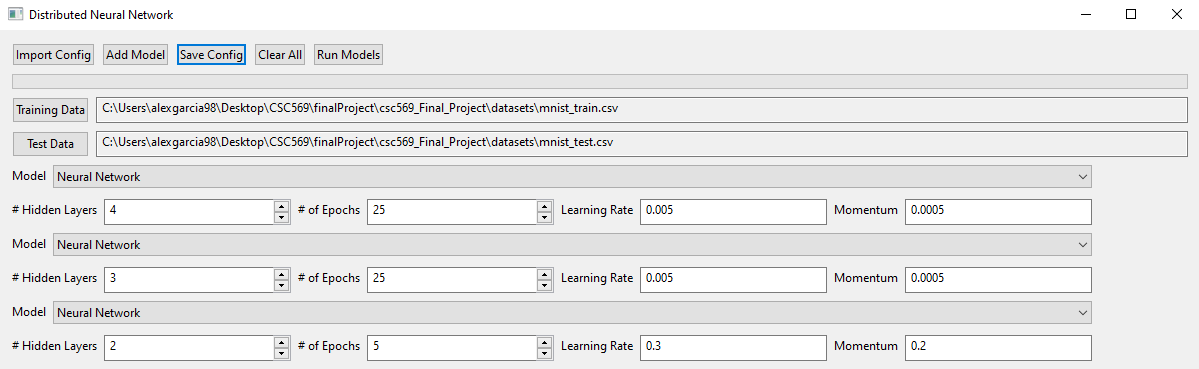 Distributed Neural Network
Import Config Add Model Save Config Clear All Run Models
Training Data C:\Users\alexgarcia98\Desktop\CSC569\finalProject\csc569_Final_Project\datasets\mnist_train.csv
Test Data C:\Users\alexgarcia98\Desktop\CSC569\finalProject\csc569_Final_Project\datasets\mnist_test.csv
Model Neural Network
# Hidden Layers 4 # of Epochs 25 Learning Rate 0.005 Momentum 0.0005
Model Neural Network
# Hidden Layers 3 # of Epochs 25 Learning Rate 0.005 Momentum 0.0005
Model Neural Network
# Hidden Layers 2 # of Epochs 5 Learning Rate 0.3 Momentum 0.2